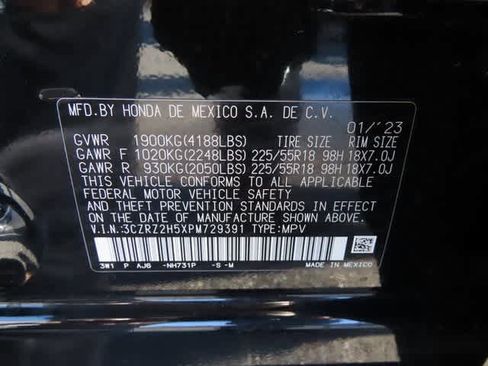 MFD.BY HONDA DE MEXICO S.A. DE C.V.
01/'23
GVWR 1900KG(4188LBS) TIRE SIZE RIM SIZE
GAWR F 1020KG(2248LBS) 225/55R18 98H 18X7.0J
GAWR R 930KG(2050LBS) 225/55R18 98H 18X7.0J
THIS VEHICLE CONFORMS TO ALL APPLICABLE
FEDERAL MOTOR VEHICLE SAFETY
AND THEFT PREVENTION STANDARDS IN EFFECT
ON THE DATE OF MANUFACTURE SHOWN ABOVE.
V.I.N:3CZRZ2H5XPM729391 TYPE:MPV
3W1 P AJ6 -NH731P -S -M
MADE IN
MEXICO